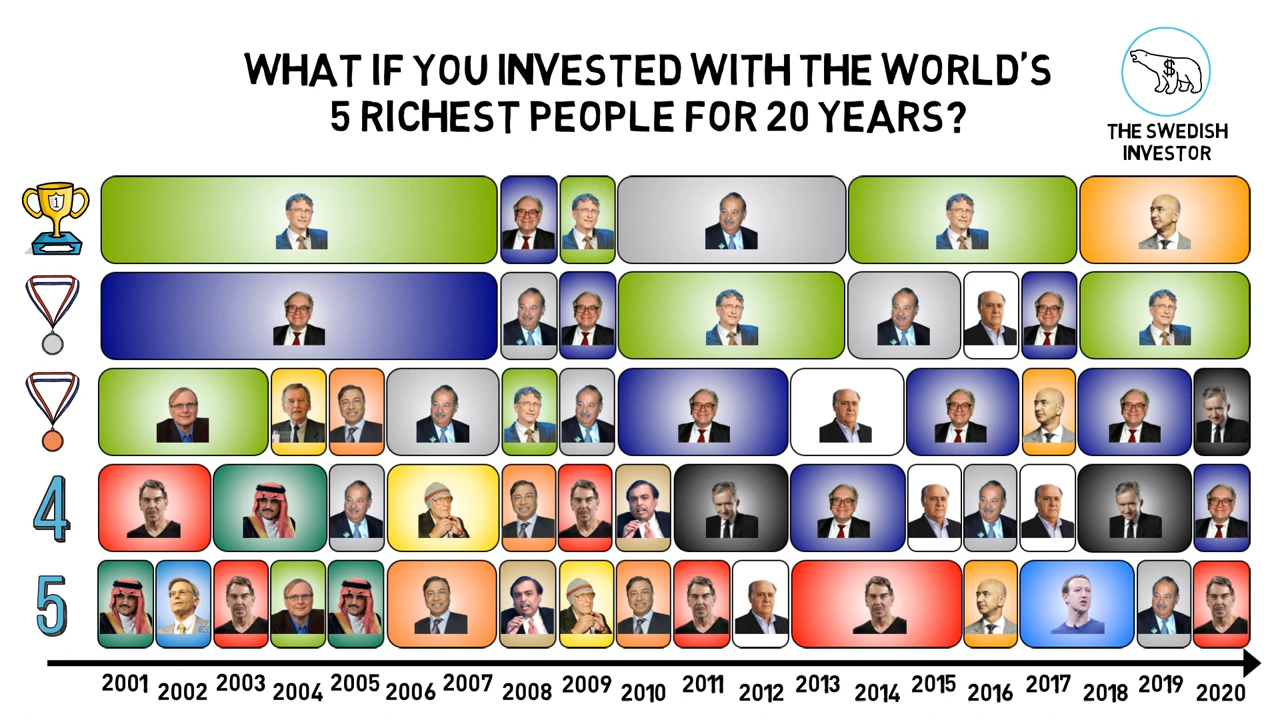 WHAT IF YOU INVESTED WITH THE WORLD'S
5 RICHEST PEOPLE FOR 20 YEARS?
$
THE SWEDISH
INVESTOR
1
4
5
2001 2002 2003 2004 2005 2006 2007 2008 2009 2010 2011 2012 2013 2014 2015 2016 2017 2018 2019 2020